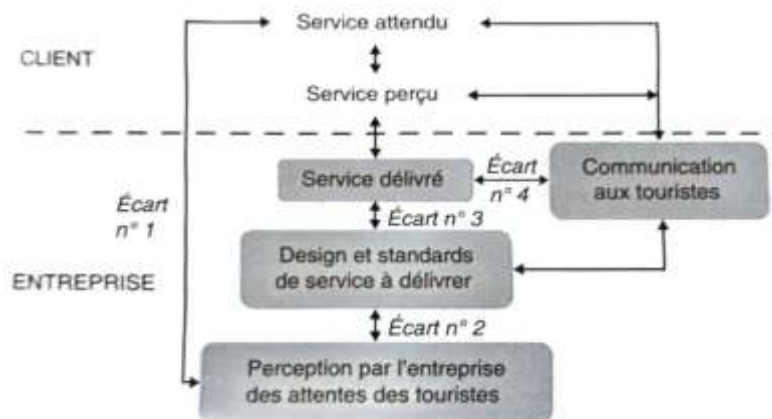 Service attendu
CLIENT
Service perçu
Service délivré
Écart
n° 4
Communication
aux touristes
Écart
n° 1
Écart n° 3
Design et standards
de service à délivrer
ENTREPRISE
Écart n° 2
Perception par l'entreprise
des attentes des touristes